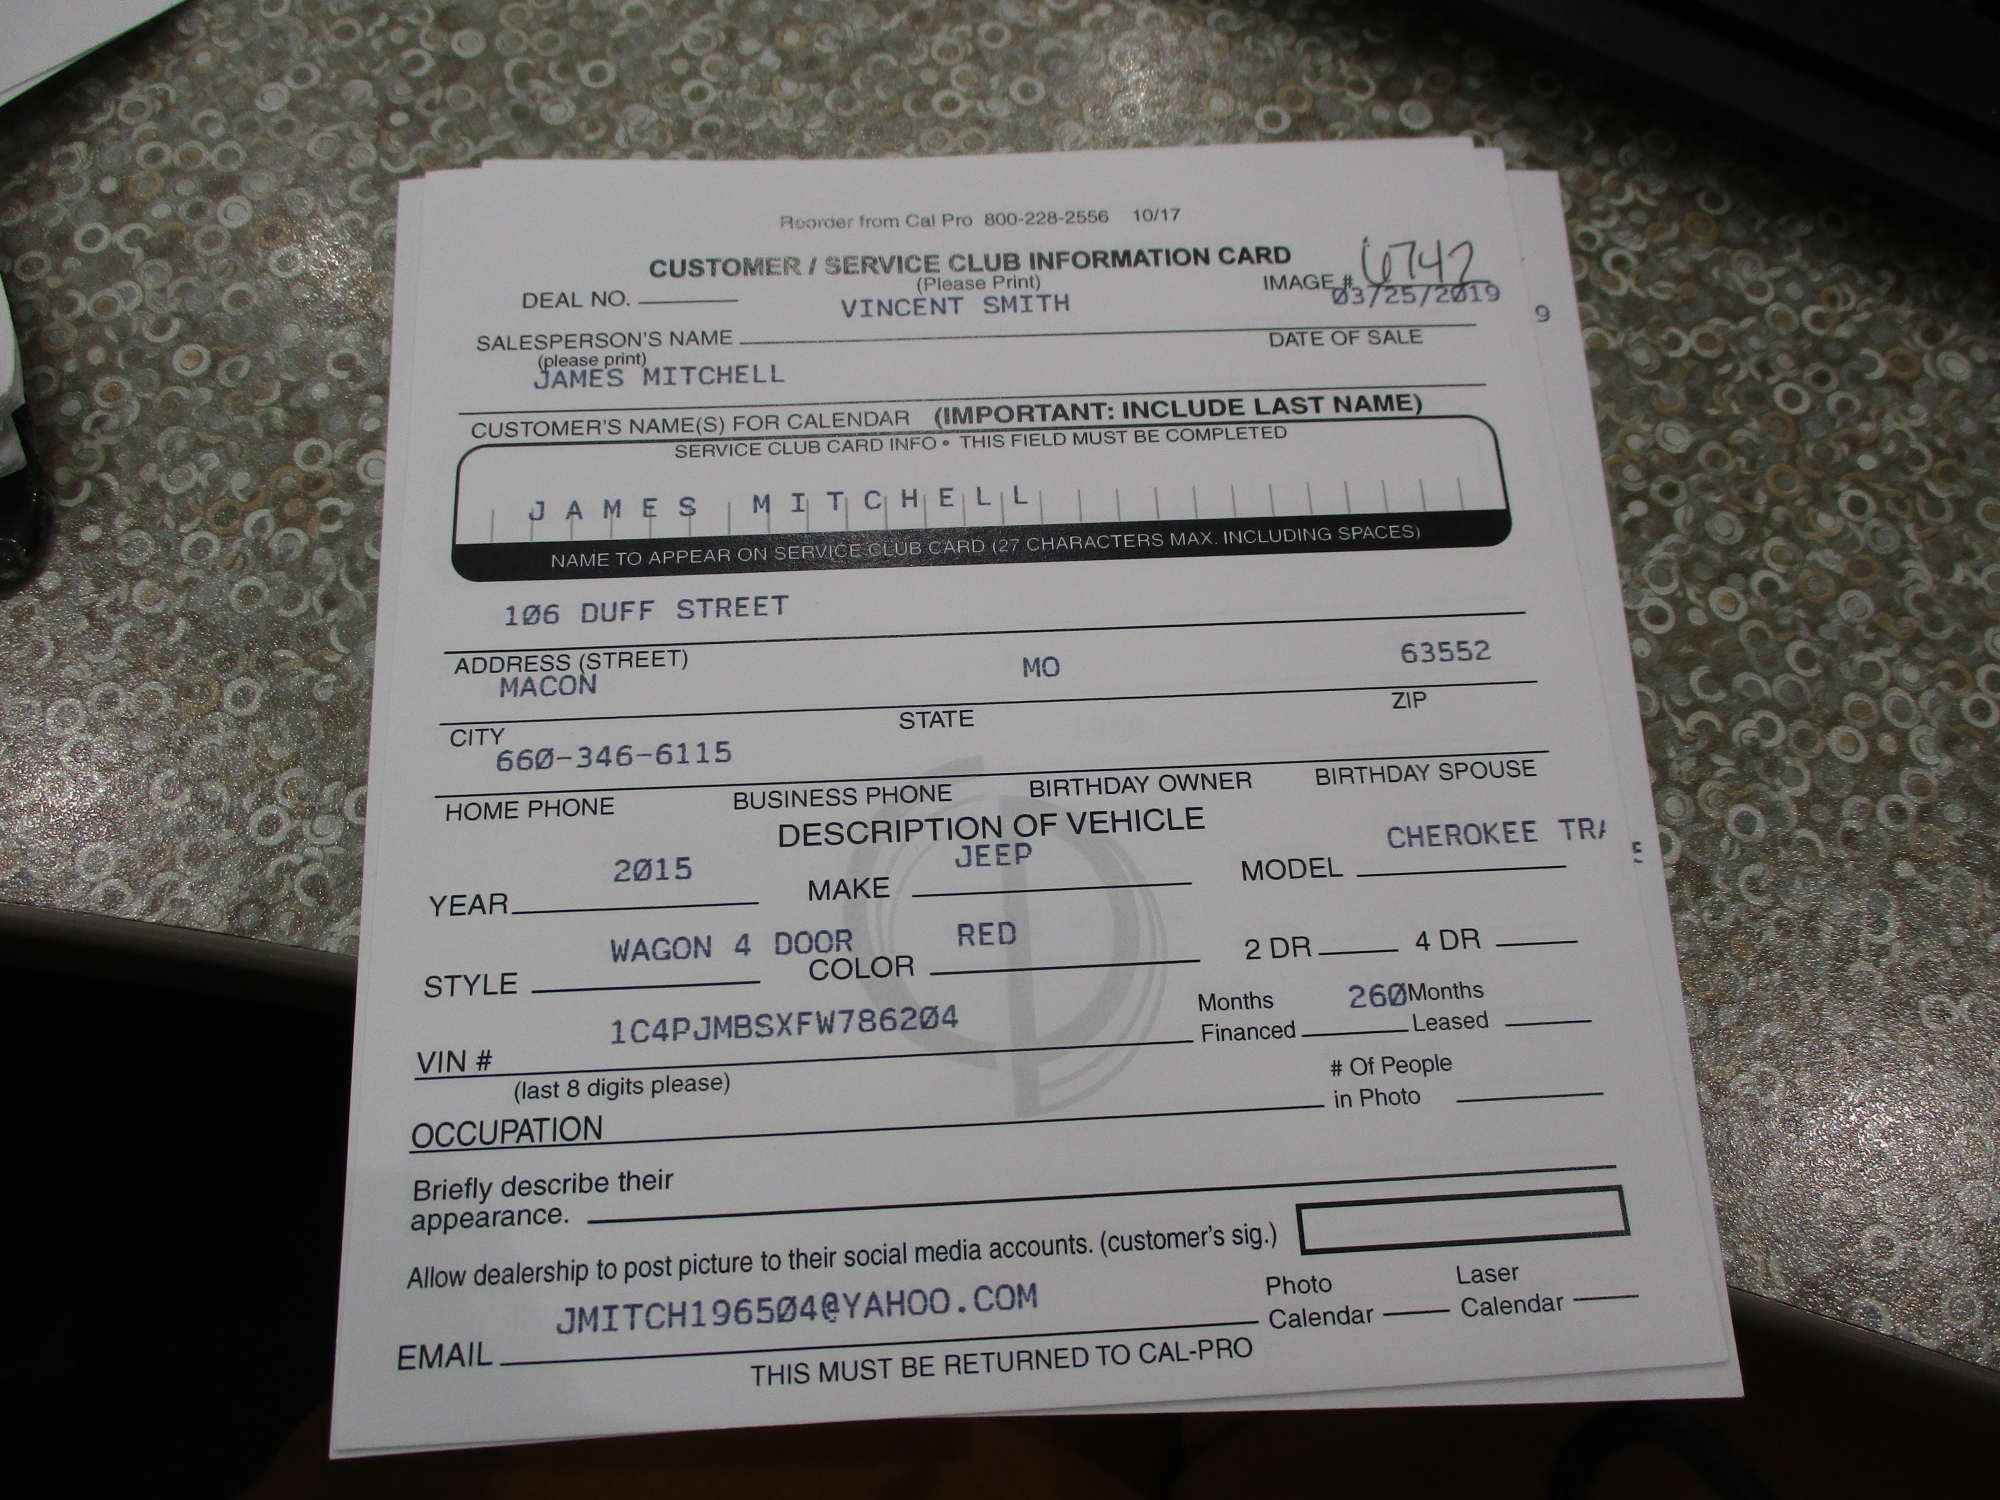 Reorder from Cal Pro 800-228-2556 10/17
CUSTOMER / SERVICE CLUB INFORMATION CARD
(Please Print)
DEAL NO.
IMAGE # 6742
VINCENT SMITH 03/25/2019
SALESPERSON'S NAME DATE OF SALE
(please print)
JAMES MITCHELL
CUSTOMER'S NAME(S) FOR CALENDAR (IMPORTANT: INCLUDE LAST NAME)
SERVICE CLUB CARD INFO • THIS FIELD MUST BE COMPLETED
JAMES MITCHELL
NAME TO APPEAR ON SERVICE CLUB CARD (27 CHARACTERS MAX. INCLUDING SPACES)
106 DUFF STREET
ADDRESS (STREET)
MACON MO 63552
CITY STATE ZIP
660-346-6115
HOME PHONE BUSINESS PHONE BIRTHDAY OWNER BIRTHDAY SPOUSE
DESCRIPTION OF VEHICLE
YEAR 2015 MAKE JEEP MODEL CHEROKEE TRA
STYLE WAGON 4 DOOR COLOR RED 2 DR 4 DR
VIN # 1C4PJMBSXFW786204
(last 8 digits please)
Months Financed 260 Months Leased
OCCUPATION
# Of People in Photo
Briefly describe their
appearance.
Allow dealership to post picture to their social media accounts. (customer's sig.)
EMAIL JMITCH196504@YAHOO.COM
Photo Calendar Laser Calendar
THIS MUST BE RETURNED TO CAL-PRO
9